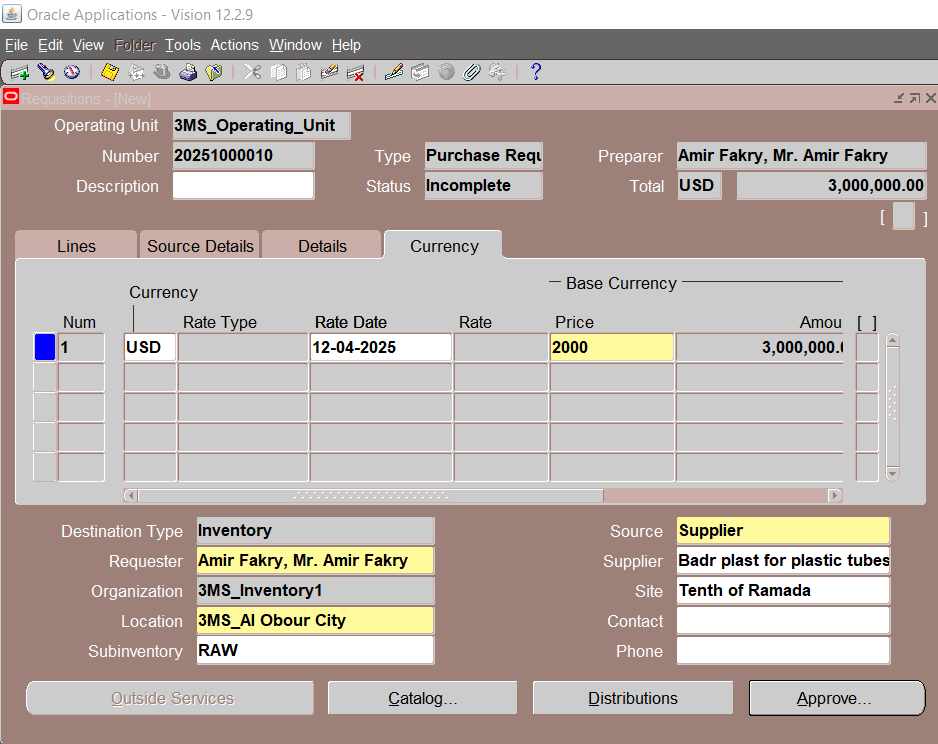 Oracle Applications - Vision 12.2.9
File Edit View Folder Tools Actions Window Help
Requisitions - [New]
Operating Unit 3MS_Operating_Unit
Number 20251000010 Type Purchase Requ Preparer Amir Fakry, Mr. Amir Fakry
Description Status Incomplete Total USD 3,000,000.00
[ ]
Lines Source Details Details Currency
Base Currency
Currency
Num Rate Type Rate Date Rate Price Amou [ ]
1 USD 12-04-2025 2000 3,000,000.0
Destination Type Inventory Source Supplier
Requester Amir Fakry, Mr. Amir Fakry Supplier Badr plast for plastic tubes
Organization 3MS_Inventory1 Site Tenth of Ramada
Location 3MS_Al Obour City Contact
Subinventory RAW Phone
Outside Services Catalog... Distributions Approve...